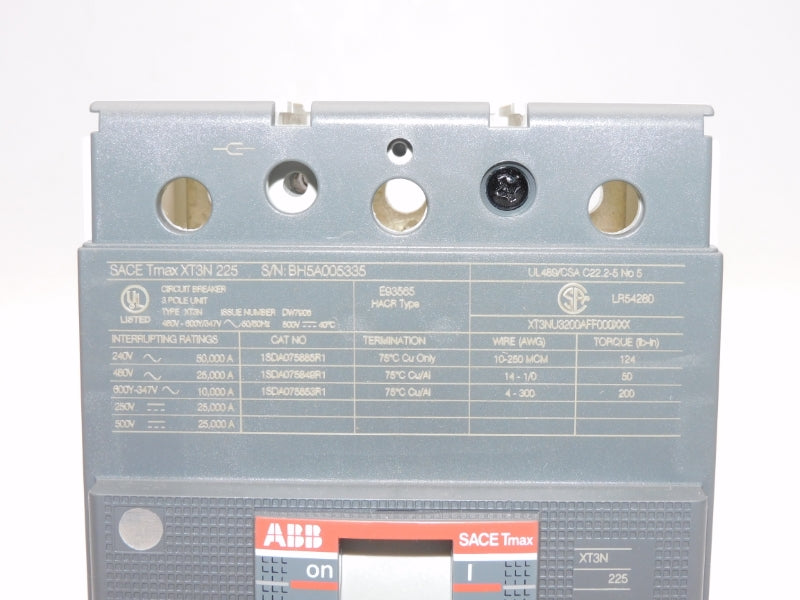 SACE Tmax XT3N 225 S/N: BH5A005335 UL489/CSA C22.2-5 No 5
UL LISTED
CIRCUIT BREAKER
3 POLE UNIT
TYPE XT3N ISSUE NUMBER DW7906
480V - 600Y/347V 50/60Hz 500V 40°C
E93565
HACR Type
LR54280
XT3NU3200AFF000XXX
INTERRUPTING RATINGS CAT NO TERMINATION WIRE (AWG) TORQUE (lb-in)
240V 50,000 A 1SDA075885R1 75°C Cu Only 10-250 MCM 124
480V 25,000 A 1SDA075849R1 75°C Cu/Al 14 - 1/0 50
600Y-347V 10,000 A 1SDA075853R1 75°C Cu/Al 4 - 300 200
250V 25,000 A
500V 25,000 A
ABB SACE Tmax
on I
XT3N
225